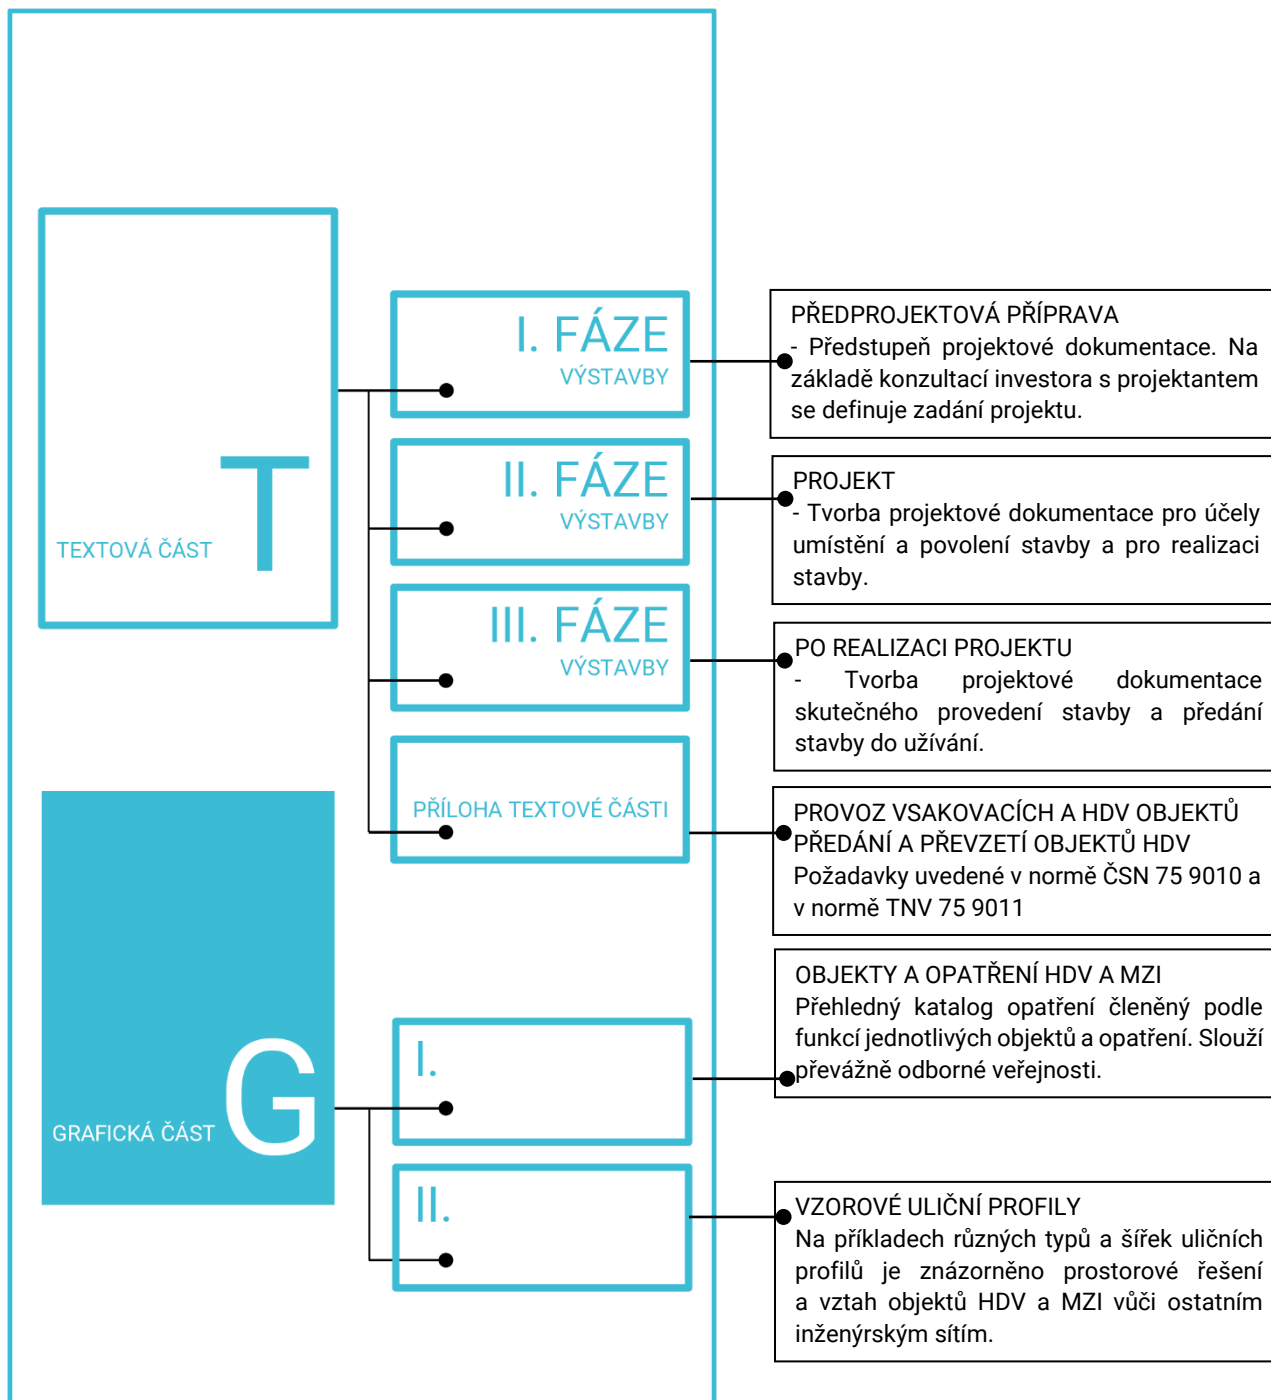 T
TEXTOVÁ ČÁST
I. FÁZE
VÝSTAVBY
PŘEDPROJEKTOVÁ PŘÍPRAVA
- Předstupeň projektové dokumentace. Na
základě konzultací investora s projektantem
se definuje zadání projektu.
II. FÁZE
VÝSTAVBY
PROJEKT
- Tvorba projektové dokumentace pro účely
umístění a povolení stavby a pro realizaci
stavby.
III. FÁZE
VÝSTAVBY
PO REALIZACI PROJEKTU
- Tvorba projektové dokumentace
skutečného provedení stavby a předání
stavby do užívání.
PŘÍLOHA TEXTOVÉ ČÁSTI
PROVOZ VSAKOVACÍCH A HDV OBJEKTŮ
PŘEDÁNÍ A PŘEVZETÍ OBJEKTŮ HDV
Požadavky uvedené v normě ČSN 75 9010 a
v normě TNV 75 9011
G
GRAFICKÁ ČÁST
I.
OBJEKTY A OPATŘENÍ HDV A MZI
Přehledný katalog opatření členěný podle
funkcí jednotlivých objektů a opatření. Slouží
převážně odborné veřejnosti.
II.
VZOROVÉ ULIČNÍ PROFILY
Na příkladech různých typů a šířek uličních
profilů je znázorněno prostorové řešení
a vztah objektů HDV a MZI vůči ostatním
inženýrským sítím.